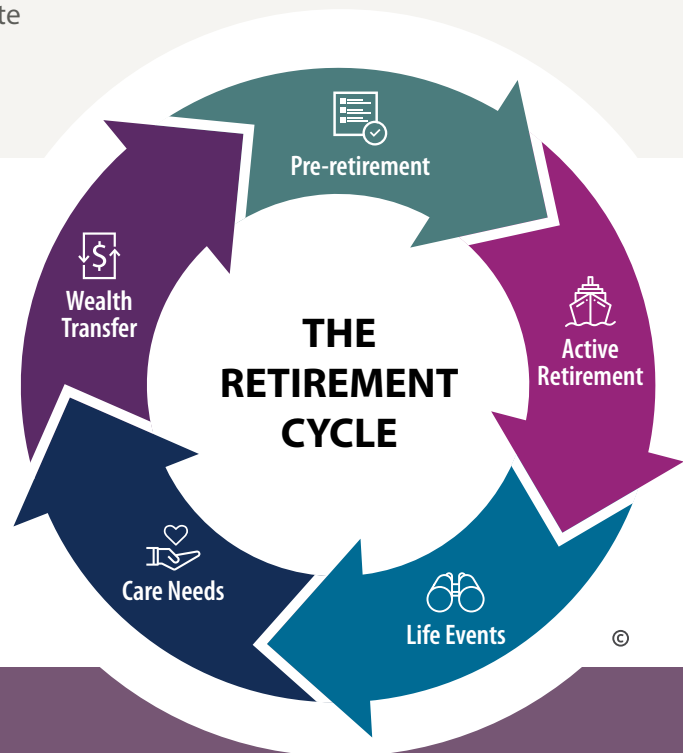 te
Pre-retirement
Active
Retirement
Life Events
Care Needs
Wealth
Transfer
THE
RETIREMENT
CYCLE
$
©